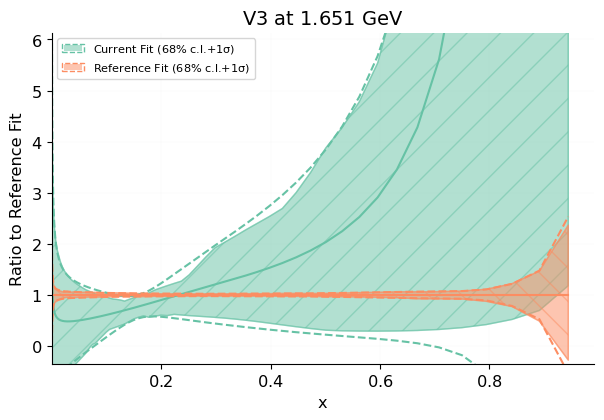 V3 at 1.651 GeV
Current Fit (68% c.l.+1σ)
Reference Fit (68% c.l.+1σ)
Ratio to Reference Fit
6
5
4
3
2
1
0
0.2 0.4 0.6 0.8
x